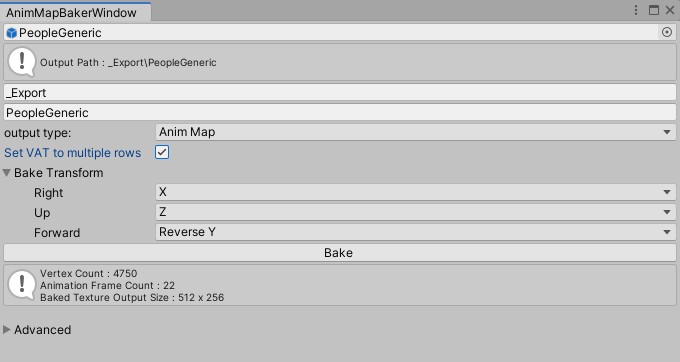 AnimMapBakerWindow
PeopleGeneric
Output Path : _Export\PeopleGeneric
_Export
PeopleGeneric
output type: Anim Map
Set VAT to multiple rows
Bake Transform
Right X
Up Z
Forward Reverse Y
Bake
Vertex Count : 4750
Animation Frame Count : 22
Baked Texture Output Size : 512 x 256
Advanced